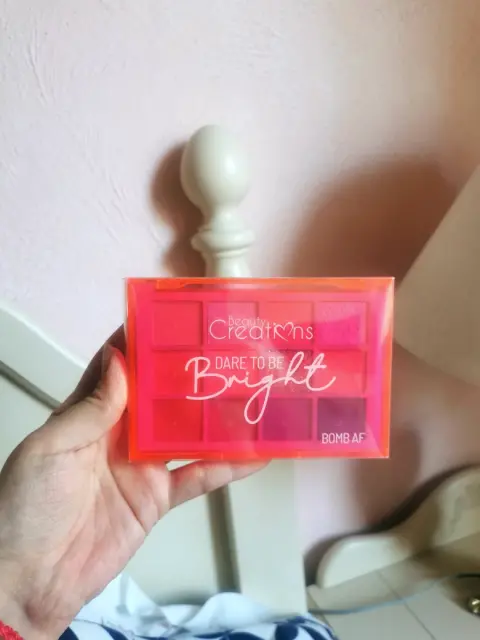 Beauty
Creations
DARE TO BE
Bright
BOMB AF